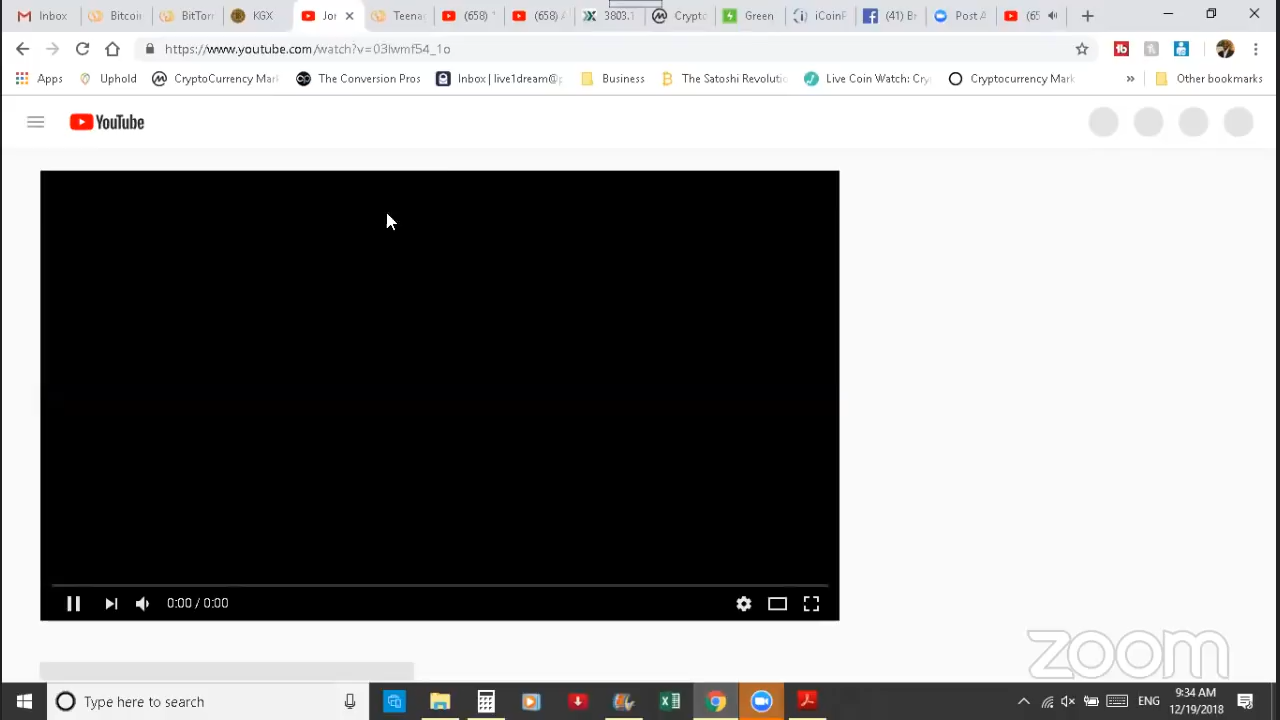 Inbox Bitcoin BitTorr KGX Jor Teena (658) (658) 3803.1 Crypto Green iCoinF (41) Br Post A (65
https://www.youtube.com/watch?v=03lwmf54_1o
Apps Uphold CryptoCurrency Mark The Conversion Pros Inbox | live1dream@p Business The Satoshi Revolutio Live Coin Watch: Cry Cryptocurrency Mark » Other bookmarks
YouTube
0:00 / 0:00
zoom
Type here to search
ENG
9:34 AM
12/19/2018